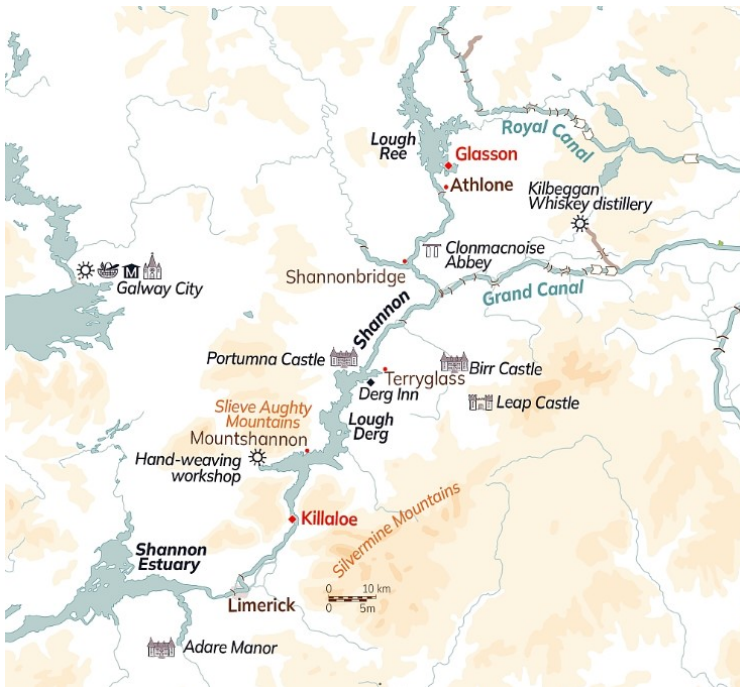 Royal Canal
Lough
Ree
Glasson
Athlone
Kilbeggan
Whiskey distillery
Clonmacnoise
Abbey
Shannonbridge
M
Galway City
Grand Canal
Shannon
Portumna Castle
Birr Castle
Terryglass
Derg Inn
Leap Castle
Slieve Aughty
Mountains
Lough
Derg
Mountshannon
Hand-weaving
workshop
Killaloe
Silvermine Mountains
Shannon
Estuary
Limerick
0 10 km
0 5m
Adare Manor